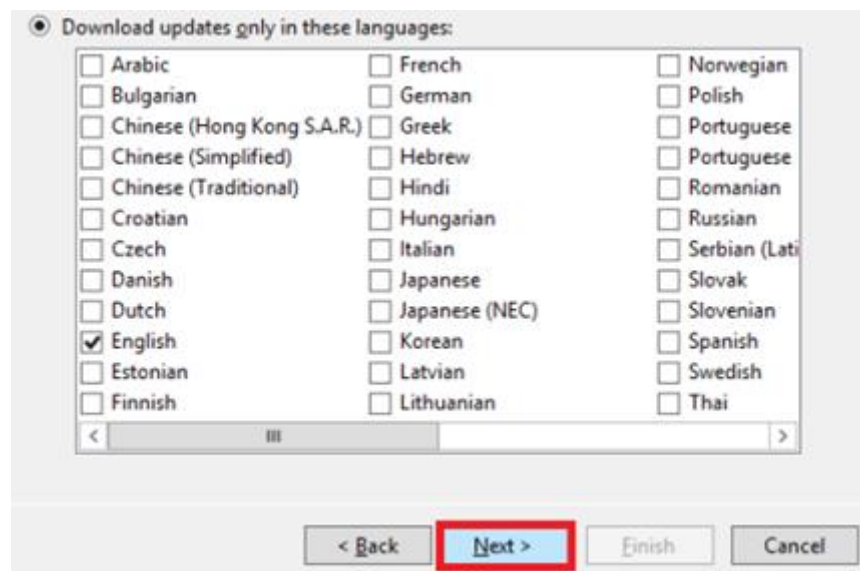 Download updates only in these languages:
Arabic French Norwegian
Bulgarian German Polish
Chinese (Hong Kong S.A.R.) Greek Portuguese
Chinese (Simplified) Hebrew Portuguese
Chinese (Traditional) Hindi Romanian
Croatian Hungarian Russian
Czech Italian Serbian (Lati
Danish Japanese Slovak
Dutch Japanese (NEC) Slovenian
English Korean Spanish
Estonian Latvian Swedish
Finnish Lithuanian Thai
< Back Next > Finish Cancel